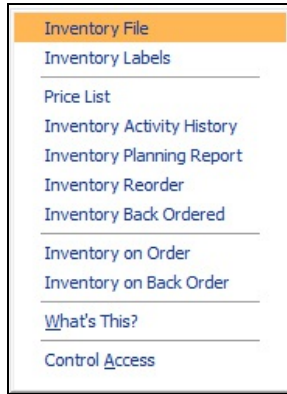 Inventory File
Inventory Labels
Price List
Inventory Activity History
Inventory Planning Report
Inventory Reorder
Inventory Back Ordered
Inventory on Order
Inventory on Back Order
What's This?
Control Access